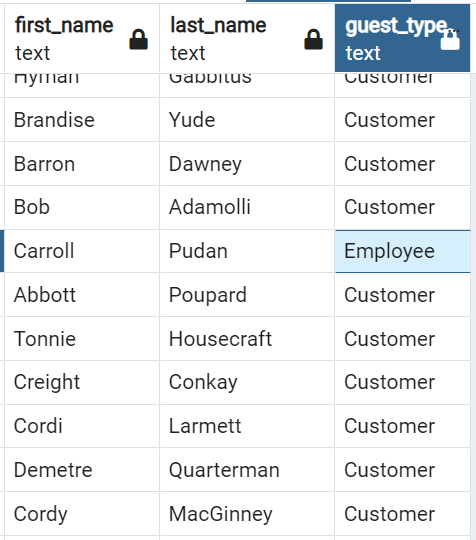 first_name last_name guest_type
text text text
Hyman Gabbitus Customer
Brandise Yude Customer
Barron Dawney Customer
Bob Adamolli Customer
Carroll Pudan Employee
Abbott Poupard Customer
Tonnie Housecraft Customer
Creight Conkay Customer
Cordi Larmett Customer
Demetre Quarterman Customer
Cordy MacGinney Customer